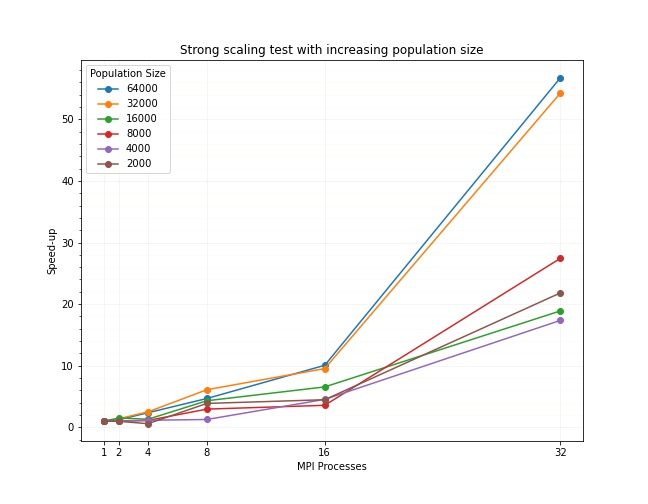 Strong scaling test with increasing population size
Population Size
64000
32000
16000
8000
4000
2000
50
40
30
20
10
0
Speed-up
1 2 4 8 16 32
MPI Processes